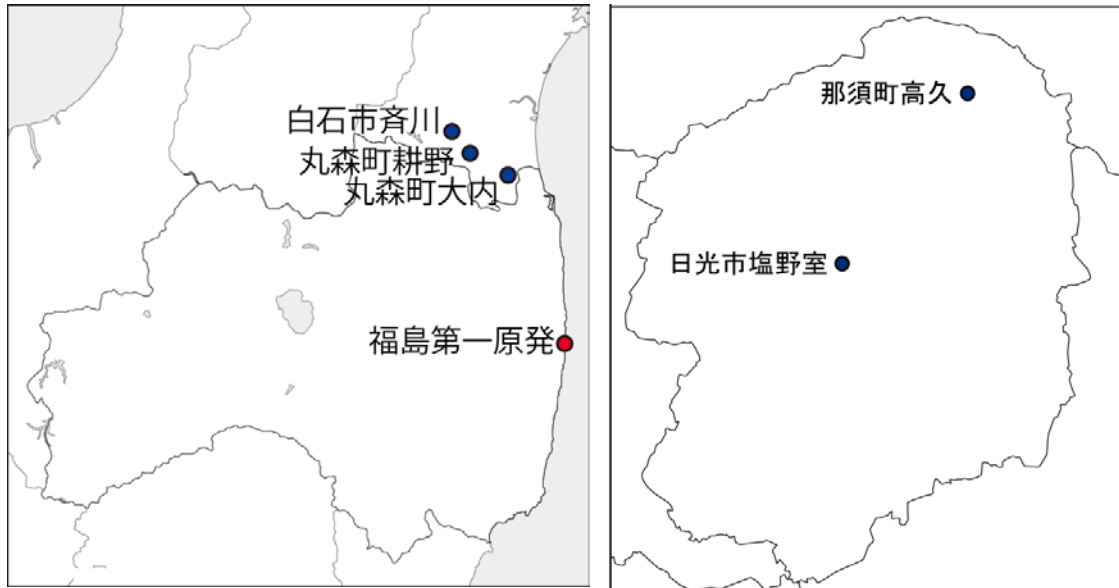 白石市斉川
丸森町耕野
丸森町大内
福島第一原発
那須町高久
日光市塩野室